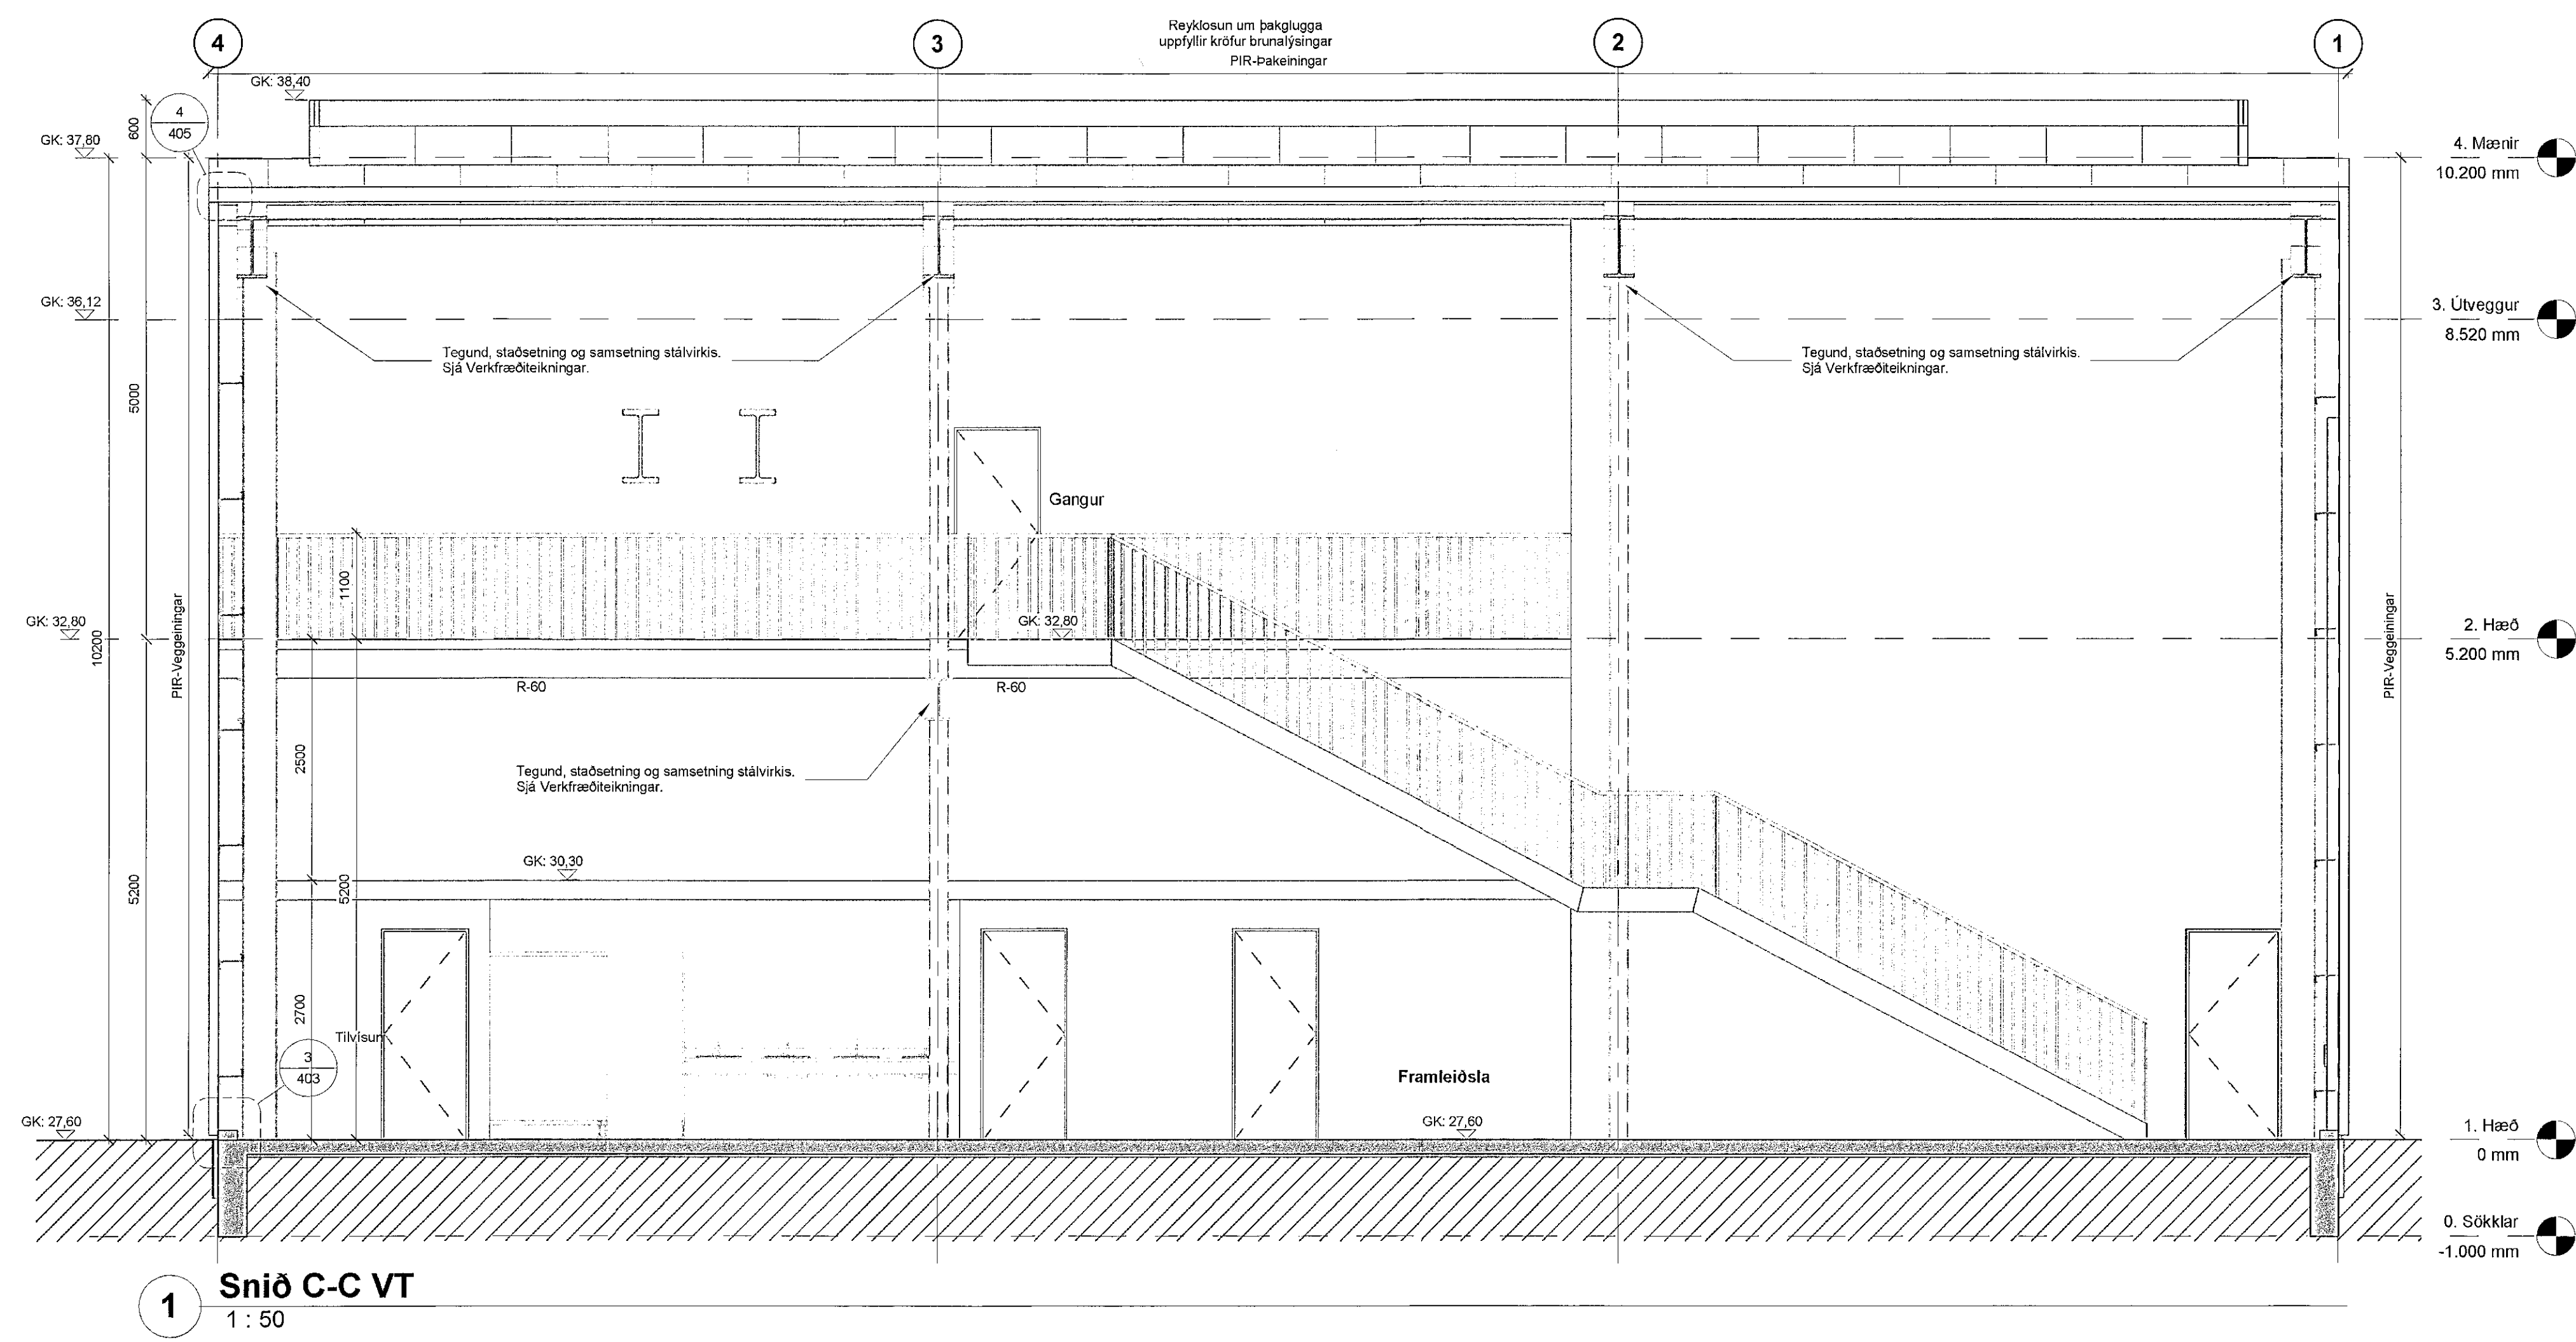 4
3
Reyklosun um þakglugga
uppfyllir kröfur brunalýsingar
PIR-Þakeiningar
2
1
GK: 38,40
4
405
600
GK: 37,80
4. Mænir
10.200 mm
GK: 36,12
3. Útveggur
8.520 mm
Tegund, staðsetning og samsetning stálvirkis.
Sjá Verkfræðiteikningar.
Tegund, staðsetning og samsetning stálvirkis.
Sjá Verkfræðiteikningar.
5000
Gangur
1100
GK: 32,80
GK: 32,80
2. Hæð
5.200 mm
10200
PIR-Veggeiningar
PIR-Veggeiningar
R-60
R-60
2500
Tegund, staðsetning og samsetning stálvirkis.
Sjá Verkfræðiteikningar.
GK: 30,30
5200
5200
2700
Tilvísun
3
403
Framleiðsla
GK: 27,60
GK: 27,60
1. Hæð
0 mm
0. Sökklar
-1.000 mm
1
Snið C-C VT
1 : 50